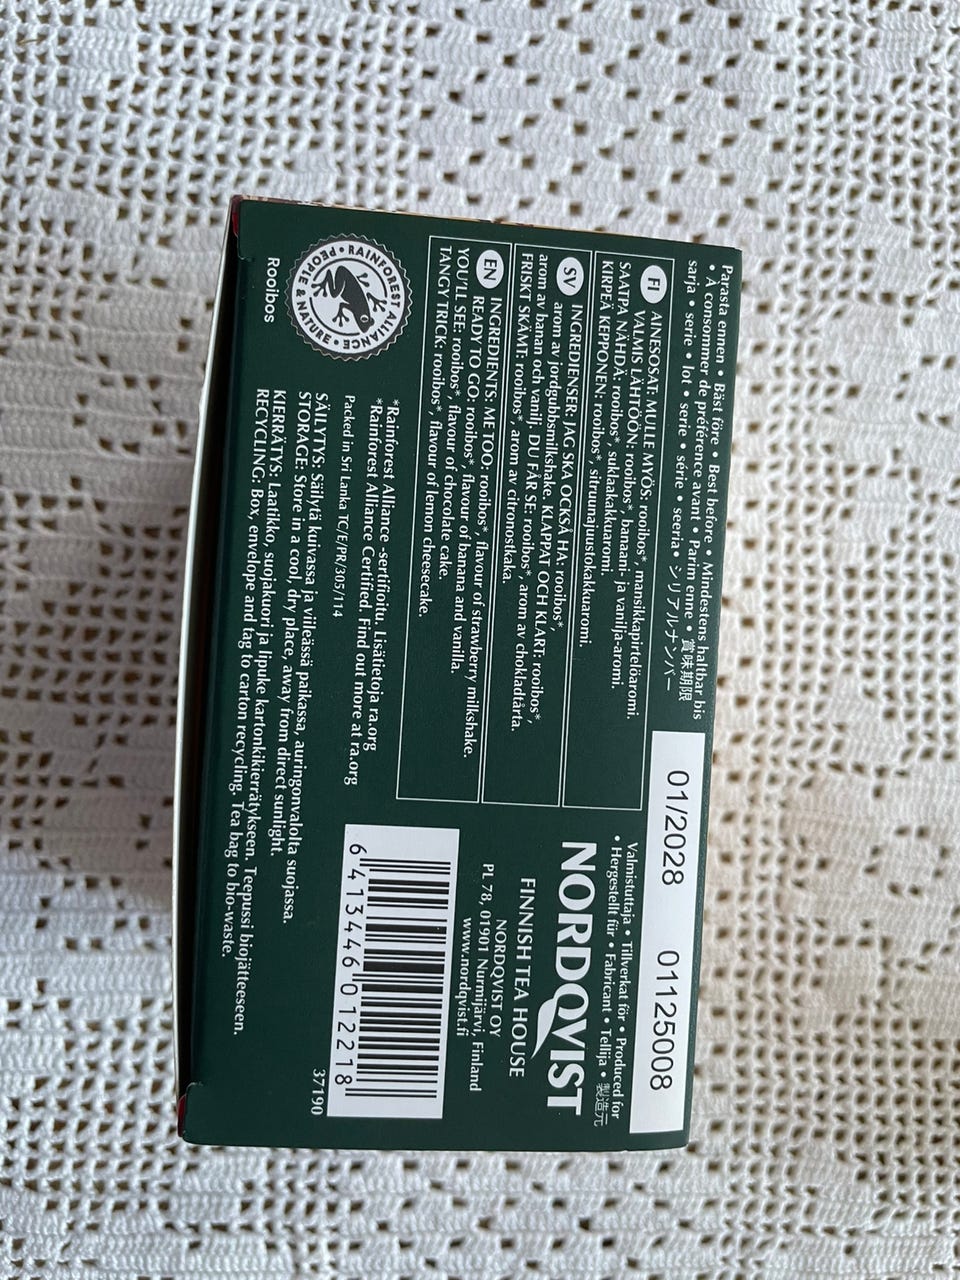 Parasta ennen • Bäst före • Best before • Mindestens haltbar bis
• À consommer de préférence avant • Parim enne • 賞味期限
sarja • serie • lot • serie • série • seeria • シリアルナンバー
01/2028 01125008
FI AINESOSAT: MULLE MYÖS: rooibos*, mansikkapirtelöaromi.
VALMIS LÄHTÖÖN: rooibos*, banaani- ja vanilja-aromi.
SAATPA NÄHDÄ: rooibos*, suklaakakkuaromi.
KIRPEÄ KEPPONEN: rooibos*, sitruunajuustokakkuaromi.
SV INGREDIENSER: JAG SKA OCKSÅ HA: rooibos*,
arom av jordgubbsmilkshake. KLAPPAT OCH KLART: rooibos*,
arom av banan och vanilj. DU FÅR SE: rooibos*, arom av chokladtårta.
FRISKT SKÄMT: rooibos*, arom av citronostkaka.
EN INGREDIENTS: ME TOO: rooibos*, flavour of strawberry milkshake.
READY TO GO: rooibos*, flavour of banana and vanilla.
YOU'LL SEE: rooibos*, flavour of chocolate cake.
TANGY TRICK: rooibos*, flavour of lemon cheesecake.
RAINFOREST ALLIANCE • PEOPLE & NATURE •
Rooibos
*Rainforest Alliance -sertifioitu. Lisätietoja ra.org
*Rainforest Alliance Certified. Find out more at ra.org
Packed in Sri Lanka TC/E/PR/305/114
SÄILYTYS: Säilytä kuivassa ja viileässä paikassa, auringonvalolta suojassa.
STORAGE: Store in a cool, dry place, away from direct sunlight.
KIERRÄTYS: Laatikko, suojakuori ja lipuke kartonkikierrätykseen. Teepussi biojätteeseen.
RECYCLING: Box, envelope and tag to carton recycling. Tea bag to bio-waste.
Valmistuttaja • Tillverkat för • Produced for
• Hergestellt für • Fabricant • Tellija • 製造元
NORDQVIST
FINNISH TEA HOUSE
NORDQVIST OY
PL 78, 01901 Nurmijärvi, Finland
www.nordqvist.fi
6 413446 012218
37190